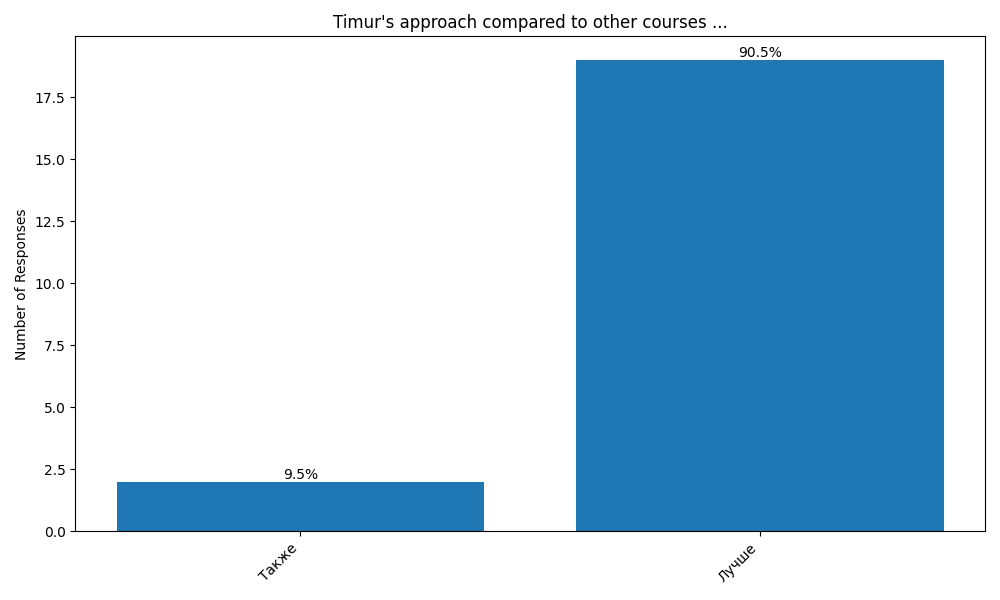 Timur's approach compared to other courses ...
90.5%
17.5
15.0
12.5
10.0
7.5
5.0
2.5
0.0
9.5%
Number of Responses
Также
Лучше